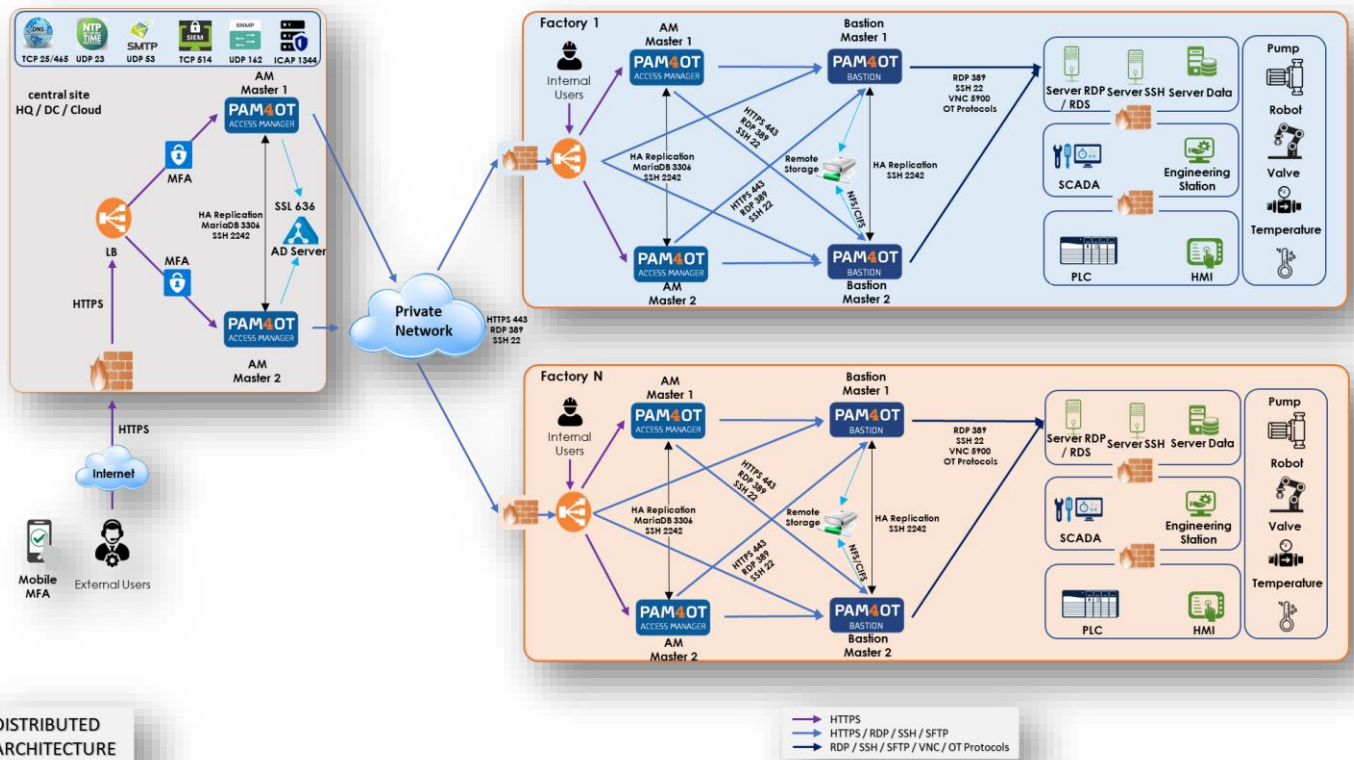 DNS
NTP
TIME
SMTP
SIEM
SNMP
TCP 25/465
UDP 23
UDP 53
TCP 514
UDP 162
ICAP 1344
central site
HQ / DC / Cloud
AM
Master 1
PAM4OT
ACCESS MANAGER
MFA
SSL 636
HA Replication
MariaDB 3306
SSH 2242
AD Server
LB
MFA
HTTPS
PAM4OT
ACCESS MANAGER
AM
Master 2
HTTPS
Internet
Mobile
MFA
External Users
Private
Network
HTTPS 443
RDP 389
SSH 22
Factory 1
Internal
Users
AM
Master 1
PAM4OT
ACCESS MANAGER
Bastion
Master 1
PAM4OT
BASTION
HTTPS 443
RDP 389
SSH 22
HA Replication
MariaDB 3306
SSH 2242
HTTPS 443
RDP 389
SSH 22
Remote
Storage
NFS/CIFS
HA Replication
SSH 2242
PAM4OT
ACCESS MANAGER
AM
Master 2
PAM4OT
BASTION
Bastion
Master 2
RDP 389
SSH 22
VNC 5900
OT Protocols
Server RDP
/ RDS
Server SSH
Server Data
SCADA
Engineering
Station
PLC
HMI
Pump
Robot
Valve
Temperature
Factory N
Internal
Users
AM
Master 1
PAM4OT
ACCESS MANAGER
Bastion
Master 1
PAM4OT
BASTION
HTTPS 443
RDP 389
SSH 22
HA Replication
MariaDB 3306
SSH 2242
HTTPS 443
RDP 389
SSH 22
Remote
Storage
NFS/CIFS
HA Replication
SSH 2242
PAM4OT
ACCESS MANAGER
AM
Master 2
PAM4OT
BASTION
Bastion
Master 2
RDP 389
SSH 22
VNC 5900
OT Protocols
Server RDP
/ RDS
Server SSH
Server Data
SCADA
Engineering
Station
PLC
HMI
Pump
Robot
Valve
Temperature
DISTRIBUTED
ARCHITECTURE
HTTPS
HTTPS / RDP / SSH / SFTP
RDP / SSH / SFTP / VNC / OT Protocols